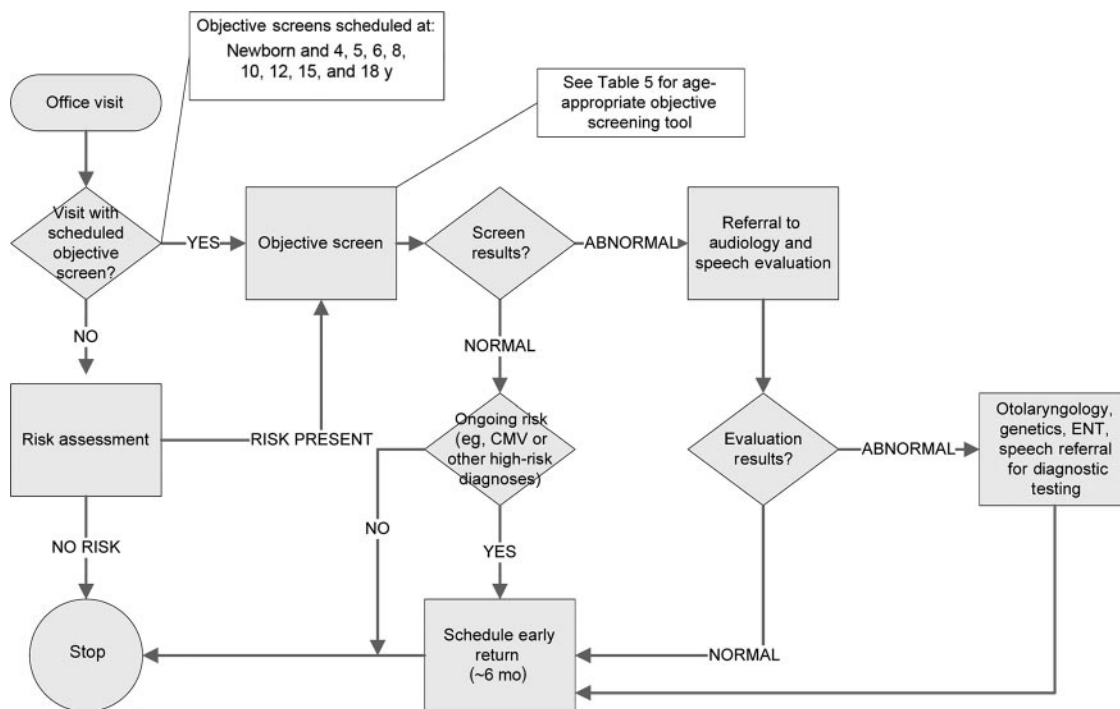 Objective screens scheduled at:
Newborn and 4, 5, 6, 8,
10, 12, 15, and 18 y
See Table 5 for age-
appropriate objective
screening tool
Office visit
Visit with
scheduled
objective
screen?
YES
Objective screen
Screen
results?
ABNORMAL
Referral to
audiology and
speech evaluation
NO
NORMAL
Risk assessment
RISK PRESENT
Ongoing risk
(eg, CMV or
other high-risk
diagnoses)
Evaluation
results?
ABNORMAL
Otolaryngology,
genetics, ENT,
speech referral
for diagnostic
testing
NO RISK
NO
YES
Stop
Schedule early
return
(~6 mo)
NORMAL